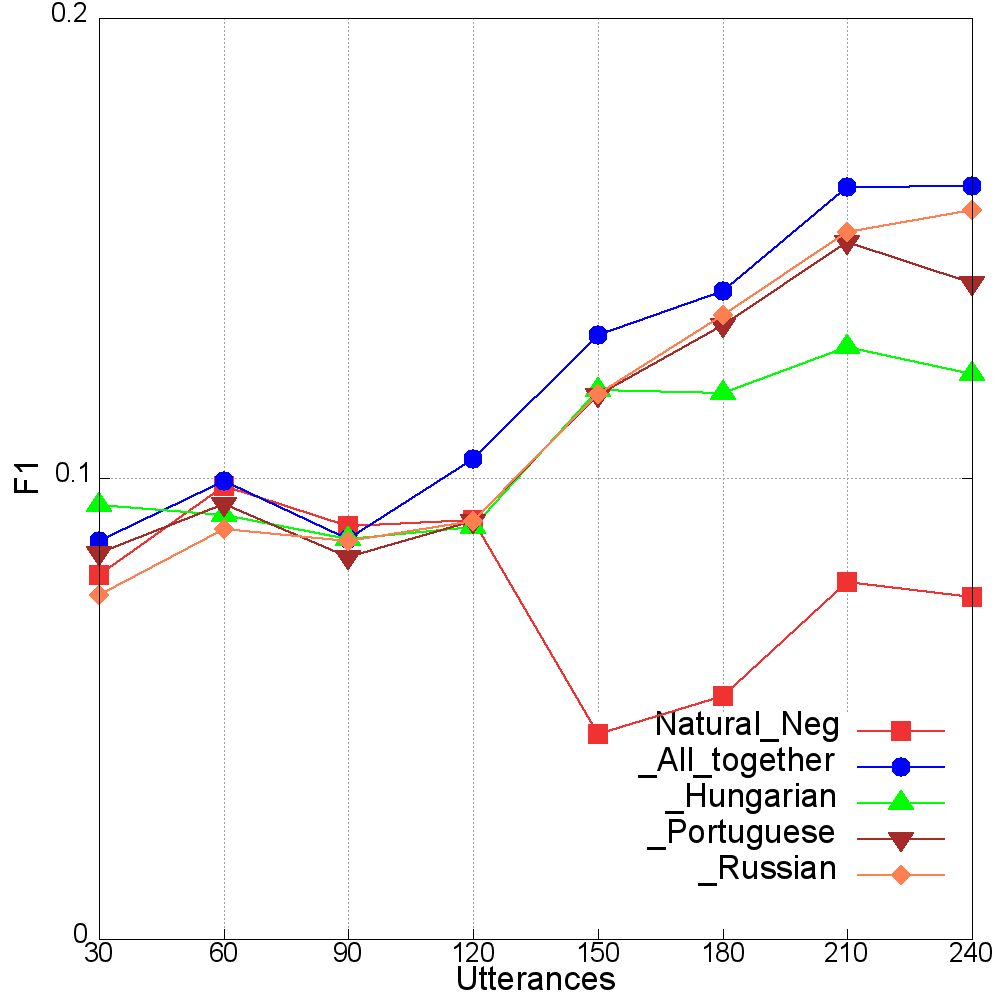 0.2
0.1
0
F1
30 60 90 120 150 180 210 240
Utterances
Natural_Neg
_All_together
_Hungarian
_Portuguese
_Russian